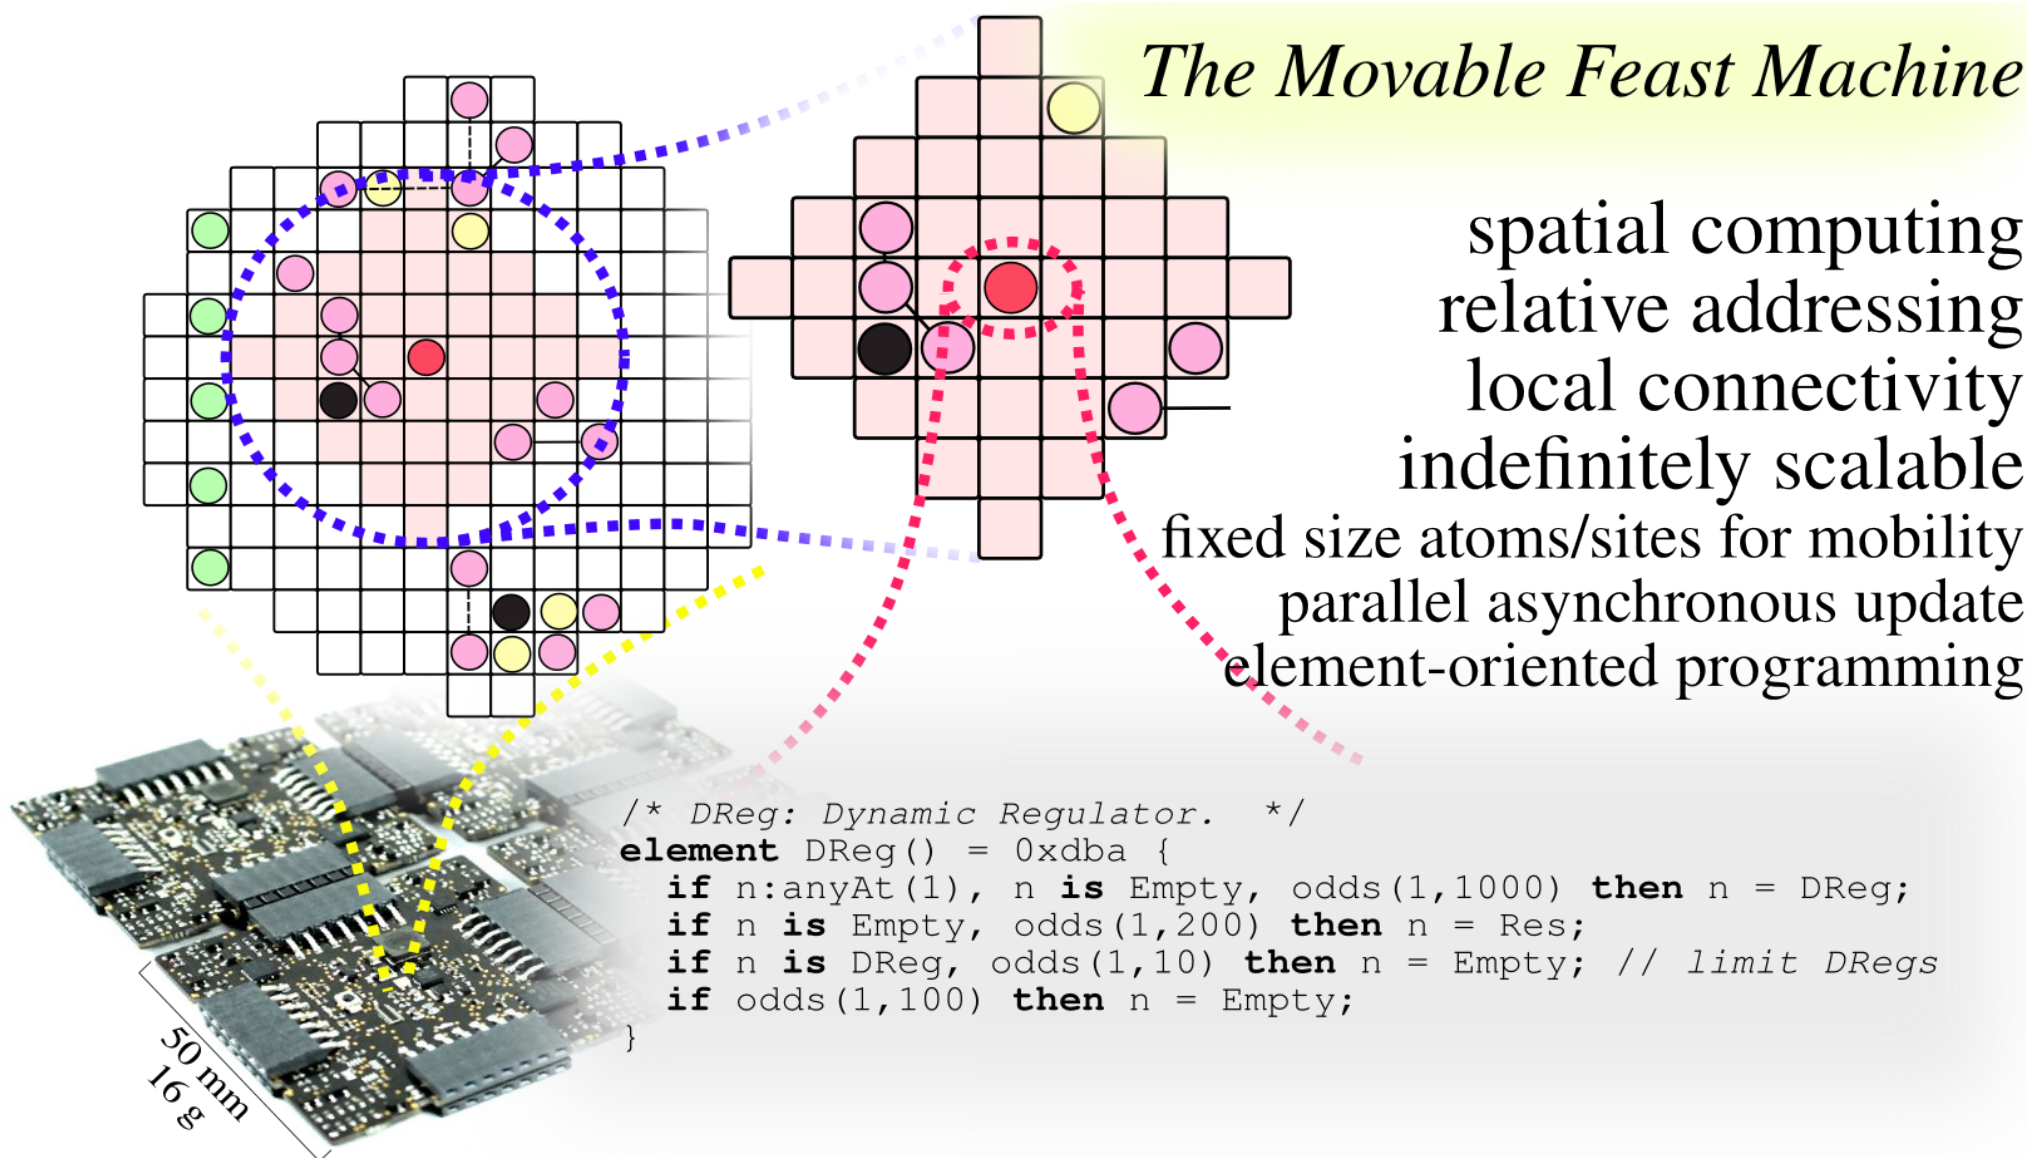 The Movable Feast Machine
spatial computing
relative addressing
local connectivity
indefinitely scalable
fixed size atoms/sites for mobility
parallel asynchronous update
element-oriented programming
/* DReg: Dynamic Regulator.  */
element DReg() = 0xdba {
  if n:anyAt(1), n is Empty, odds(1,1000) then n = DReg;
  if n is Empty, odds(1,200) then n = Res;
  if n is DReg, odds(1,10) then n = Empty; // limit DRegs
  if odds(1,100) then n = Empty;
}
50 mm
16 g